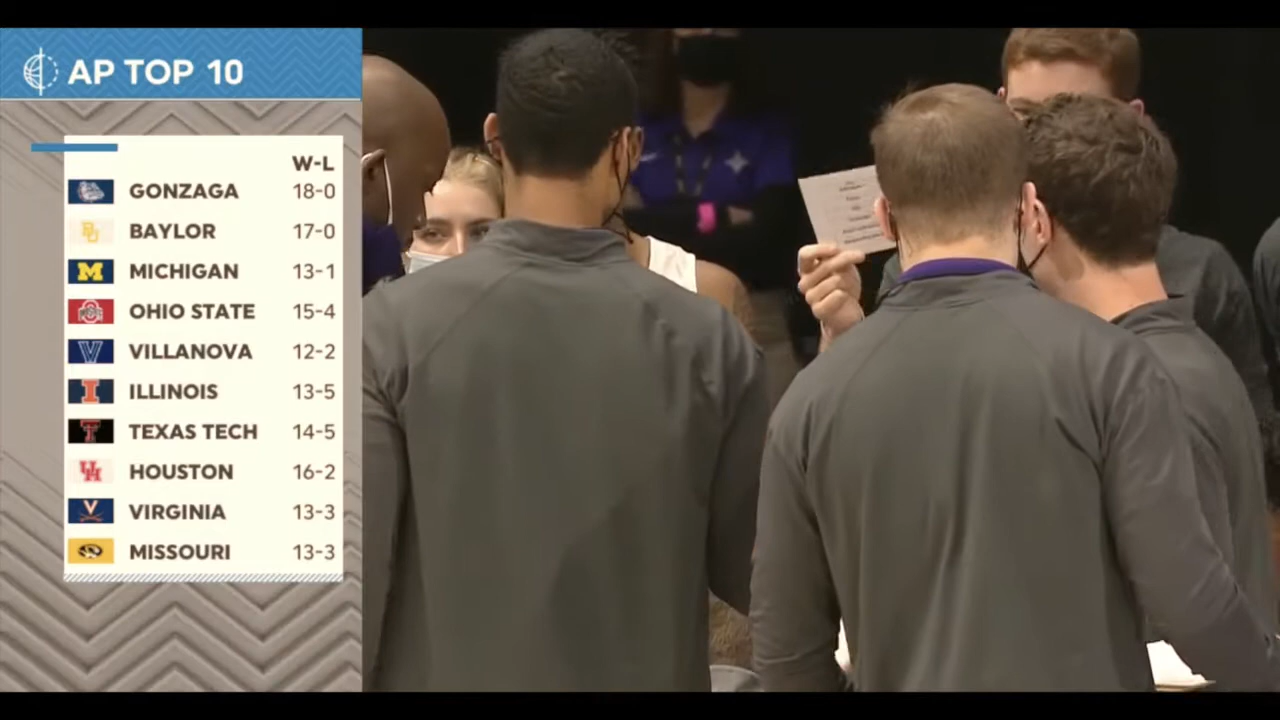 AP TOP 10
W-L
GONZAGA 18-0
BAYLOR 17-0
MICHIGAN 13-1
OHIO STATE 15-4
VILLANOVA 12-2
ILLINOIS 13-5
TEXAS TECH 14-5
HOUSTON 16-2
VIRGINIA 13-3
MISSOURI 13-3